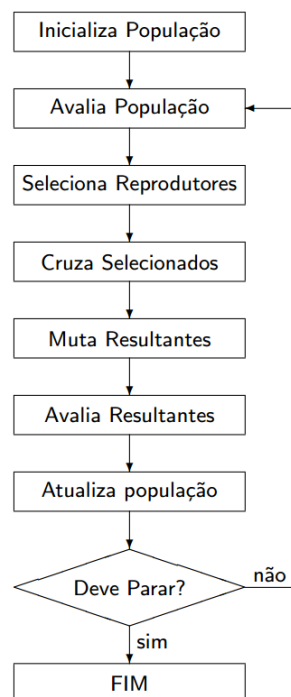 Inicializa População
Avalia População
Seleciona Reprodutores
Cruza Selecionados
Muta Resultantes
Avalia Resultantes
Atualiza população
Deve Parar?
não
sim
FIM